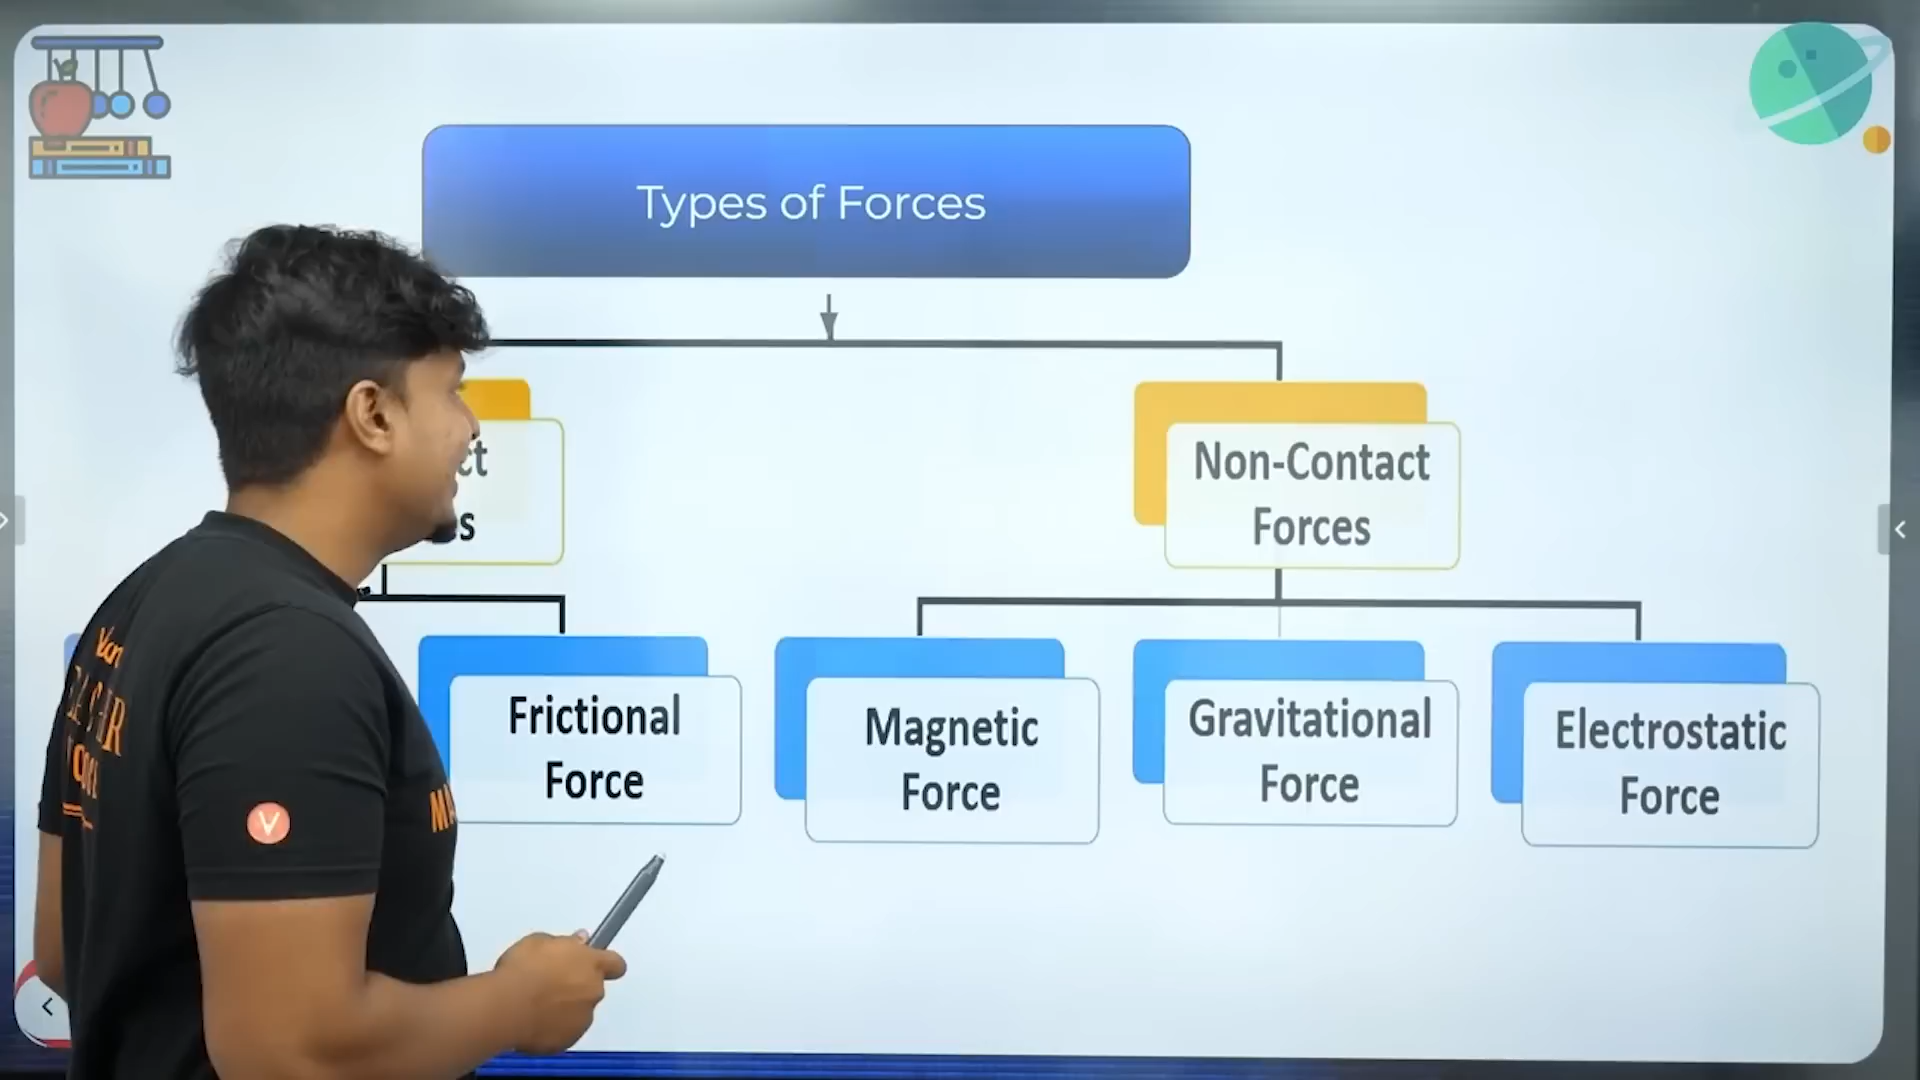 Types of Forces
Non-Contact
Forces
Frictional
Force
Magnetic
Force
Gravitational
Force
Electrostatic
Force
V